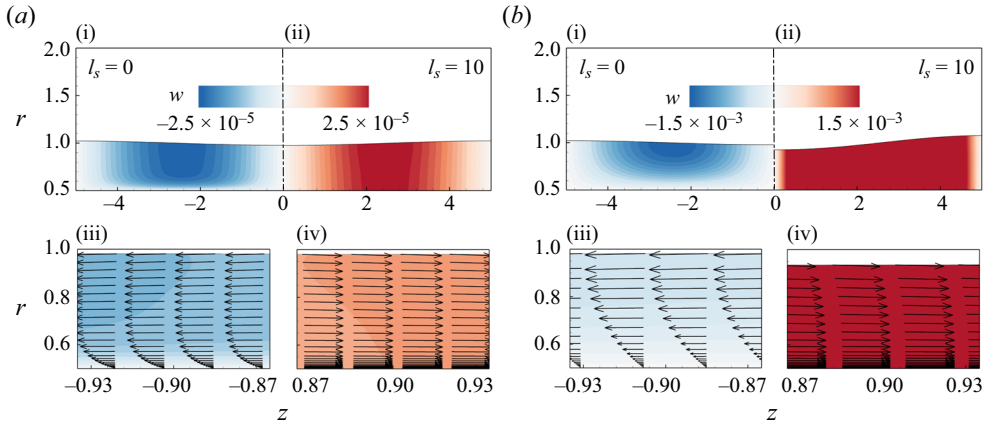 (a)
(i)
(ii)
2.0
l_s = 0
l_s = 10
1.5
w
−2.5 × 10⁻⁵
2.5 × 10⁻⁵
r
1.0
0.5
−4
−2
0
2
4
(iii)
(iv)
1.0
0.8
r
0.6
−0.93
−0.90
−0.87
0.87
0.90
0.93
z
(b)
(i)
(ii)
2.0
l_s = 0
l_s = 10
1.5
w
−1.5 × 10⁻³
1.5 × 10⁻³
r
1.0
0.5
−4
−2
0
2
4
(iii)
(iv)
1.0
0.8
r
0.6
−0.93
−0.90
−0.87
0.87
0.90
0.93
z